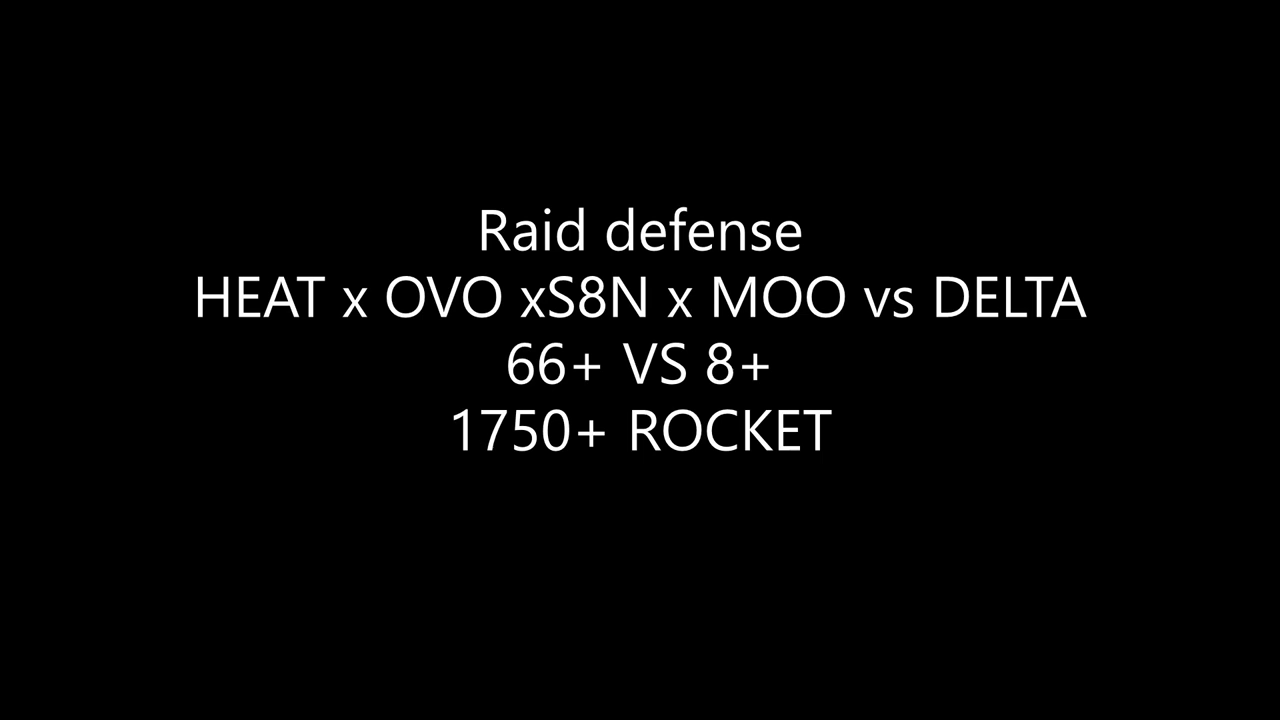 Raid defense
HEAT x OVO xS8N x MOO vs DELTA
66+ VS 8+
1750+ ROCKET